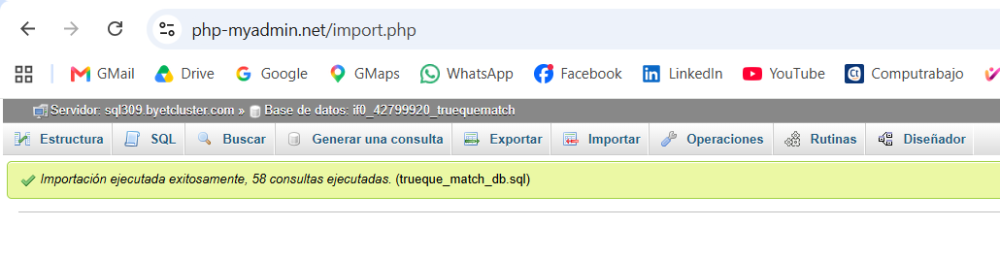 php-myadmin.net/import.php
GMail Drive Google GMaps WhatsApp Facebook LinkedIn YouTube Ct Computrabajo
Servidor: sql309.byetcluster.com » Base de datos: if0_42799920_truequematch
Estructura SQL Buscar Generar una consulta Exportar Importar Operaciones Rutinas Diseñador
Importación ejecutada exitosamente, 58 consultas ejecutadas. (trueque_match_db.sql)